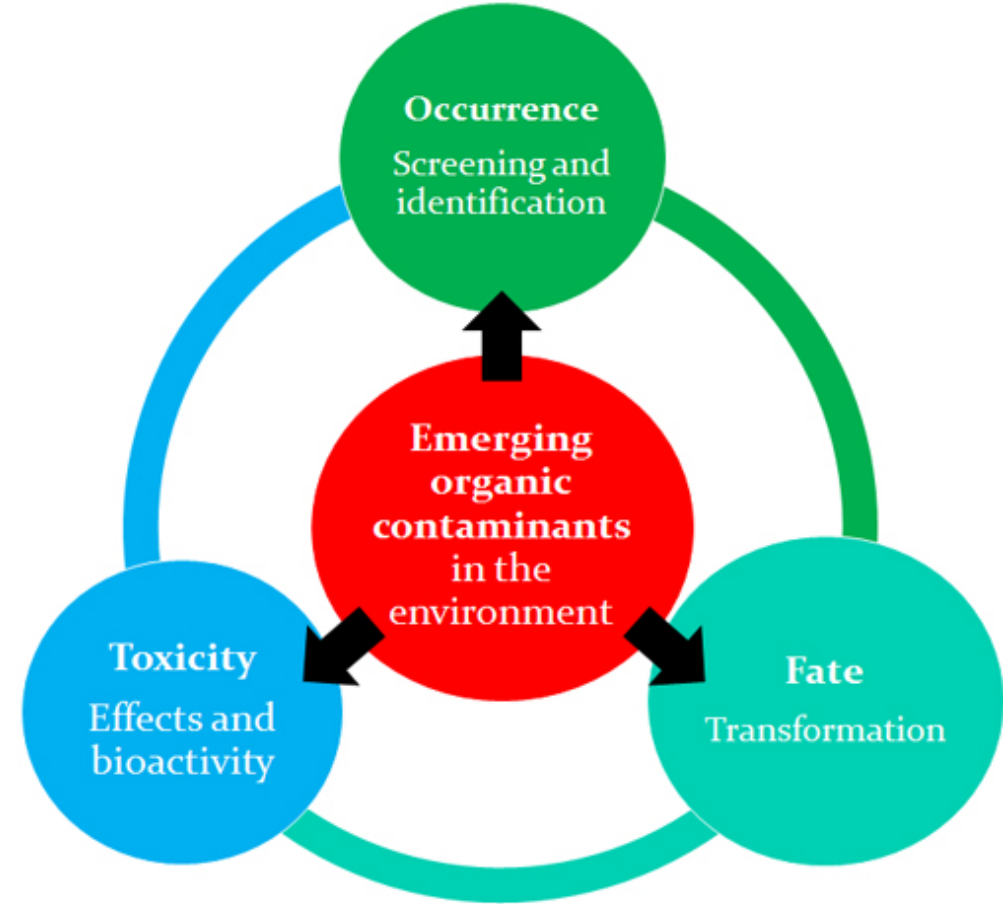 Occurrence
Screening and
identification
Emerging
organic
contaminants
in the
environment
Toxicity
Effects and
bioactivity
Fate
Transformation